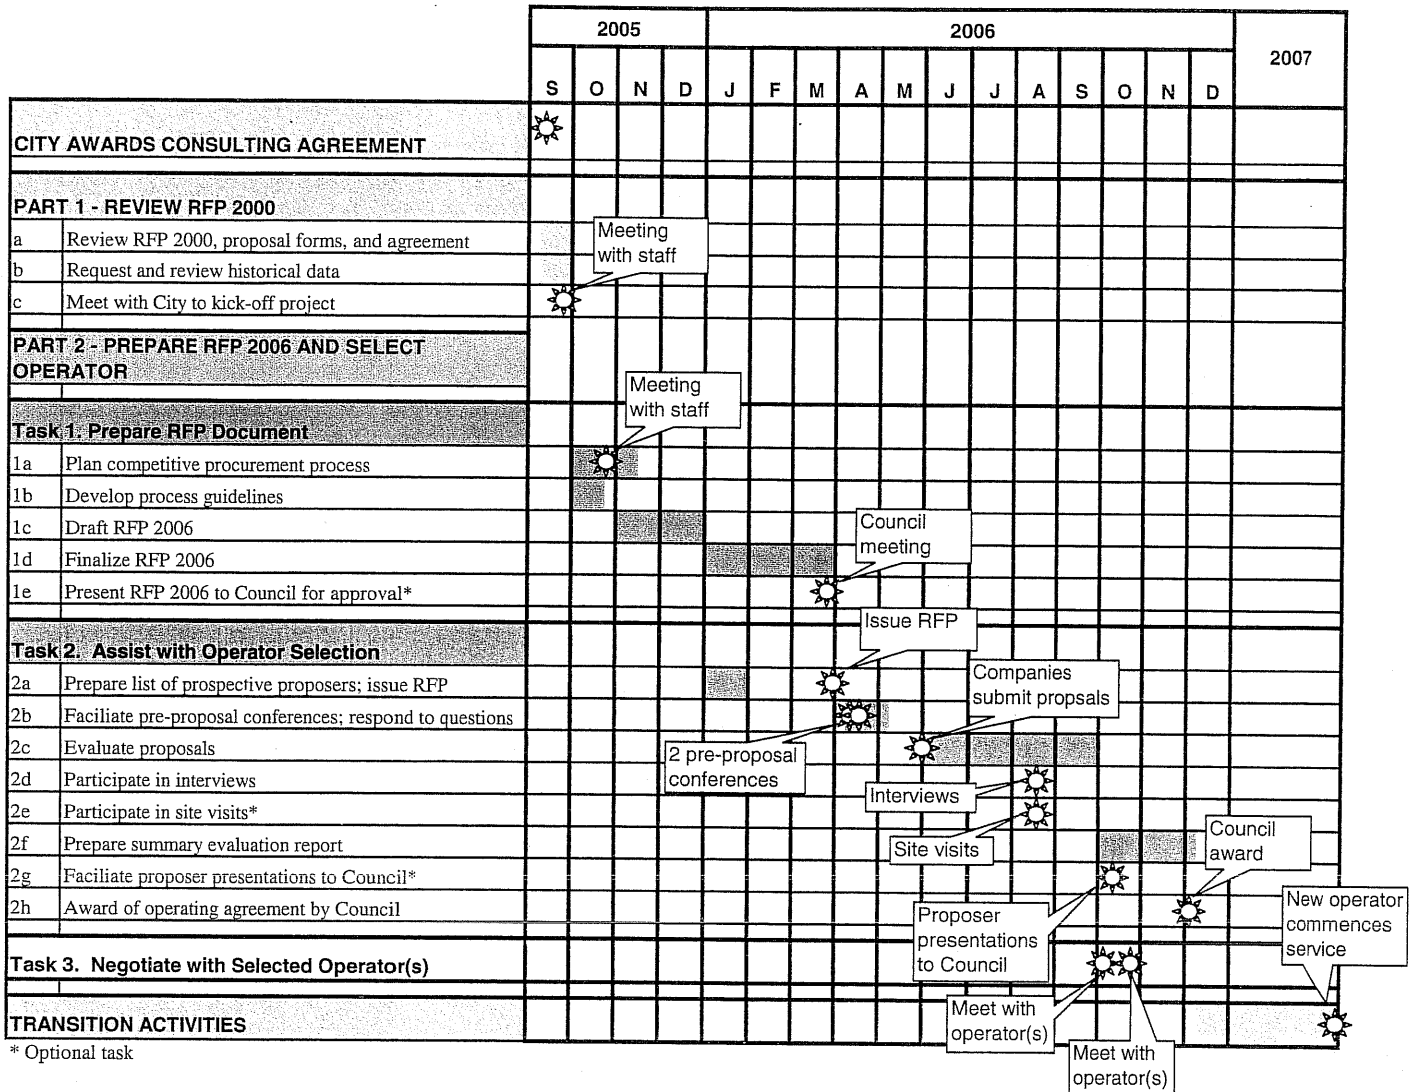 2005 2006 2007
S O N D J F M A M J J A S O N D
CITY AWARDS CONSULTING AGREEMENT
PART 1 - REVIEW RFP 2000
a Review RFP 2000, proposal forms, and agreement
Meeting
with staff
b Request and review historical data
c Meet with City to kick-off project
PART 2 - PREPARE RFP 2006 AND SELECT
OPERATOR
Meeting
with staff
Task 1. Prepare RFP Document
1a Plan competitive procurement process
1b Develop process guidelines
1c Draft RFP 2006
Council
meeting
1d Finalize RFP 2006
1e Present RFP 2006 to Council for approval*
Issue RFP
Task 2. Assist with Operator Selection
2a Prepare list of prospective proposers; issue RFP
Companies
submit propsals
2b Faciliate pre-proposal conferences; respond to questions
2c Evaluate proposals
2 pre-proposal
conferences
2d Participate in interviews
Interviews
2e Participate in site visits*
2f Prepare summary evaluation report
Site visits
Council
award
2g Faciliate proposer presentations to Council*
2h Award of operating agreement by Council
Proposer
presentations
to Council
New operator
commences
service
Task 3. Negotiate with Selected Operator(s)
Meet with
operator(s)
Meet with
operator(s)
TRANSITION ACTIVITIES
* Optional task